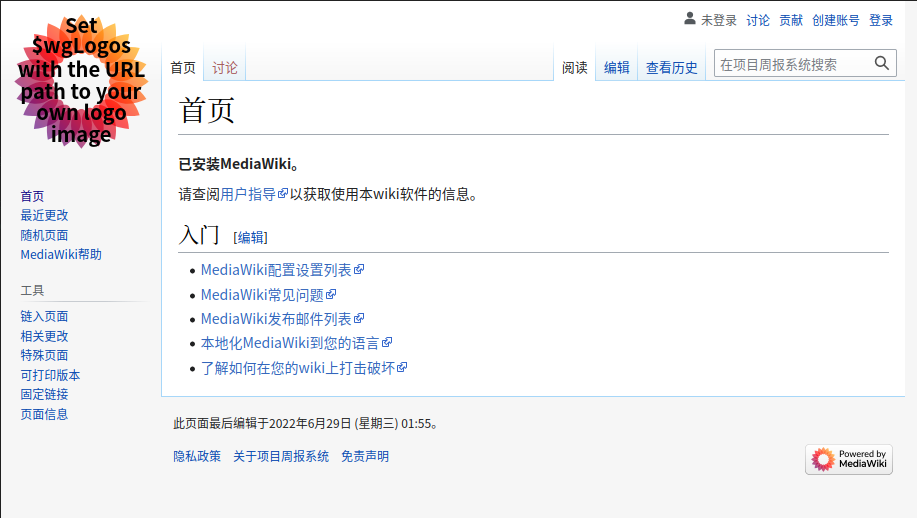 Set
$wgLogos
with the URL
path to your
own logo
image
未登录 讨论 贡献 创建账号 登录
首页 讨论 阅读 编辑 查看历史 在项目周报系统搜索
首页
已安装MediaWiki。
请查阅用户指导以获取使用本wiki软件的信息。
入门 [编辑]
MediaWiki配置设置列表
MediaWiki常见问题
MediaWiki发布邮件列表
本地化MediaWiki到您的语言
了解如何在您的wiki上打击破坏
首页
最近更改
随机页面
MediaWiki帮助
工具
链入页面
相关更改
特殊页面
可打印版本
固定链接
页面信息
此页面最后编辑于2022年6月29日 (星期三) 01:55。
隐私政策 关于项目周报系统 免责声明
Powered by
MediaWiki